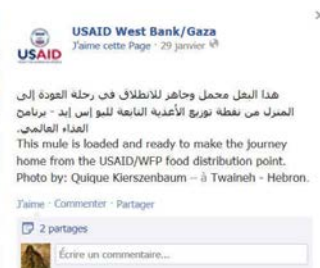 USAID
USAID West Bank/Gaza
J'aime cette Page · 29 janvier
هذا البغل محمل وجاهز للانطلاق في رحلة العودة إلى
المنزل من نقطة توزيع الأغذية التابعة لليو إس إيد - برنامج
الغذاء العالمي.
This mule is loaded and ready to make the journey
home from the USAID/WFP food distribution point.
Photo by: Quique Kierszenbaum -- à Twaineh - Hebron.
J'aime · Commenter · Partager
2 partages
Écrire un commentaire...